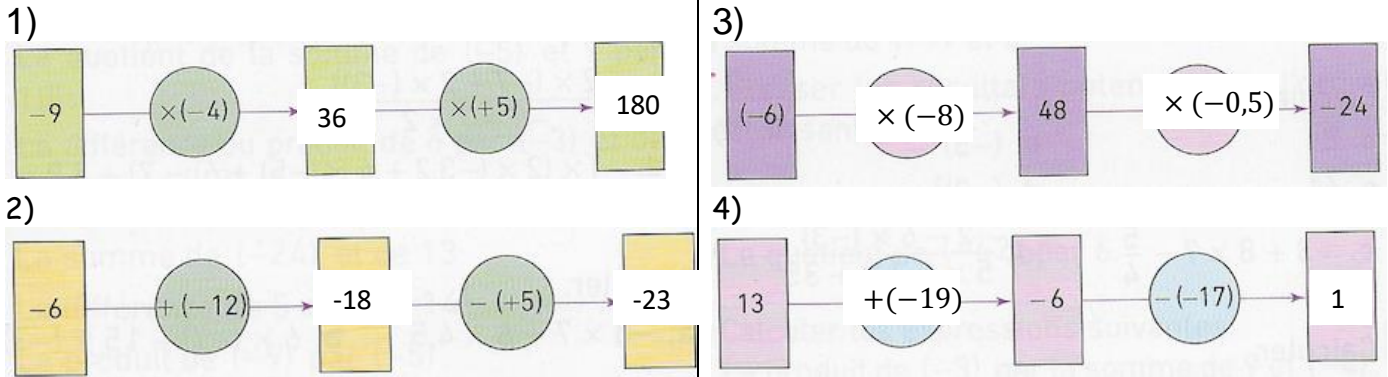 1)
−9 ×(−4) 36 ×(+5) 180
2)
−6 +(−12) -18 −(+5) -23
3)
(−6) × (−8) 48 × (−0,5) −24
4)
13 +(−19) −6 −(−17) 1